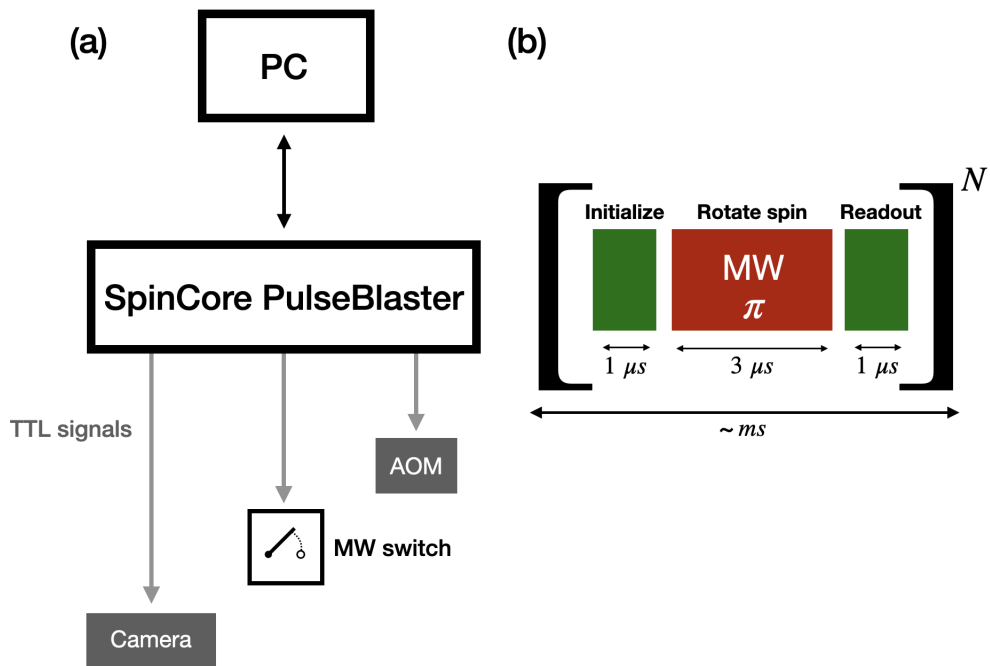 (a)
PC
SpinCore PulseBlaster
TTL signals
AOM
MW switch
Camera
(b)
N
Initialize Rotate spin Readout
MW
π
1 μs 3 μs 1 μs
~ ms